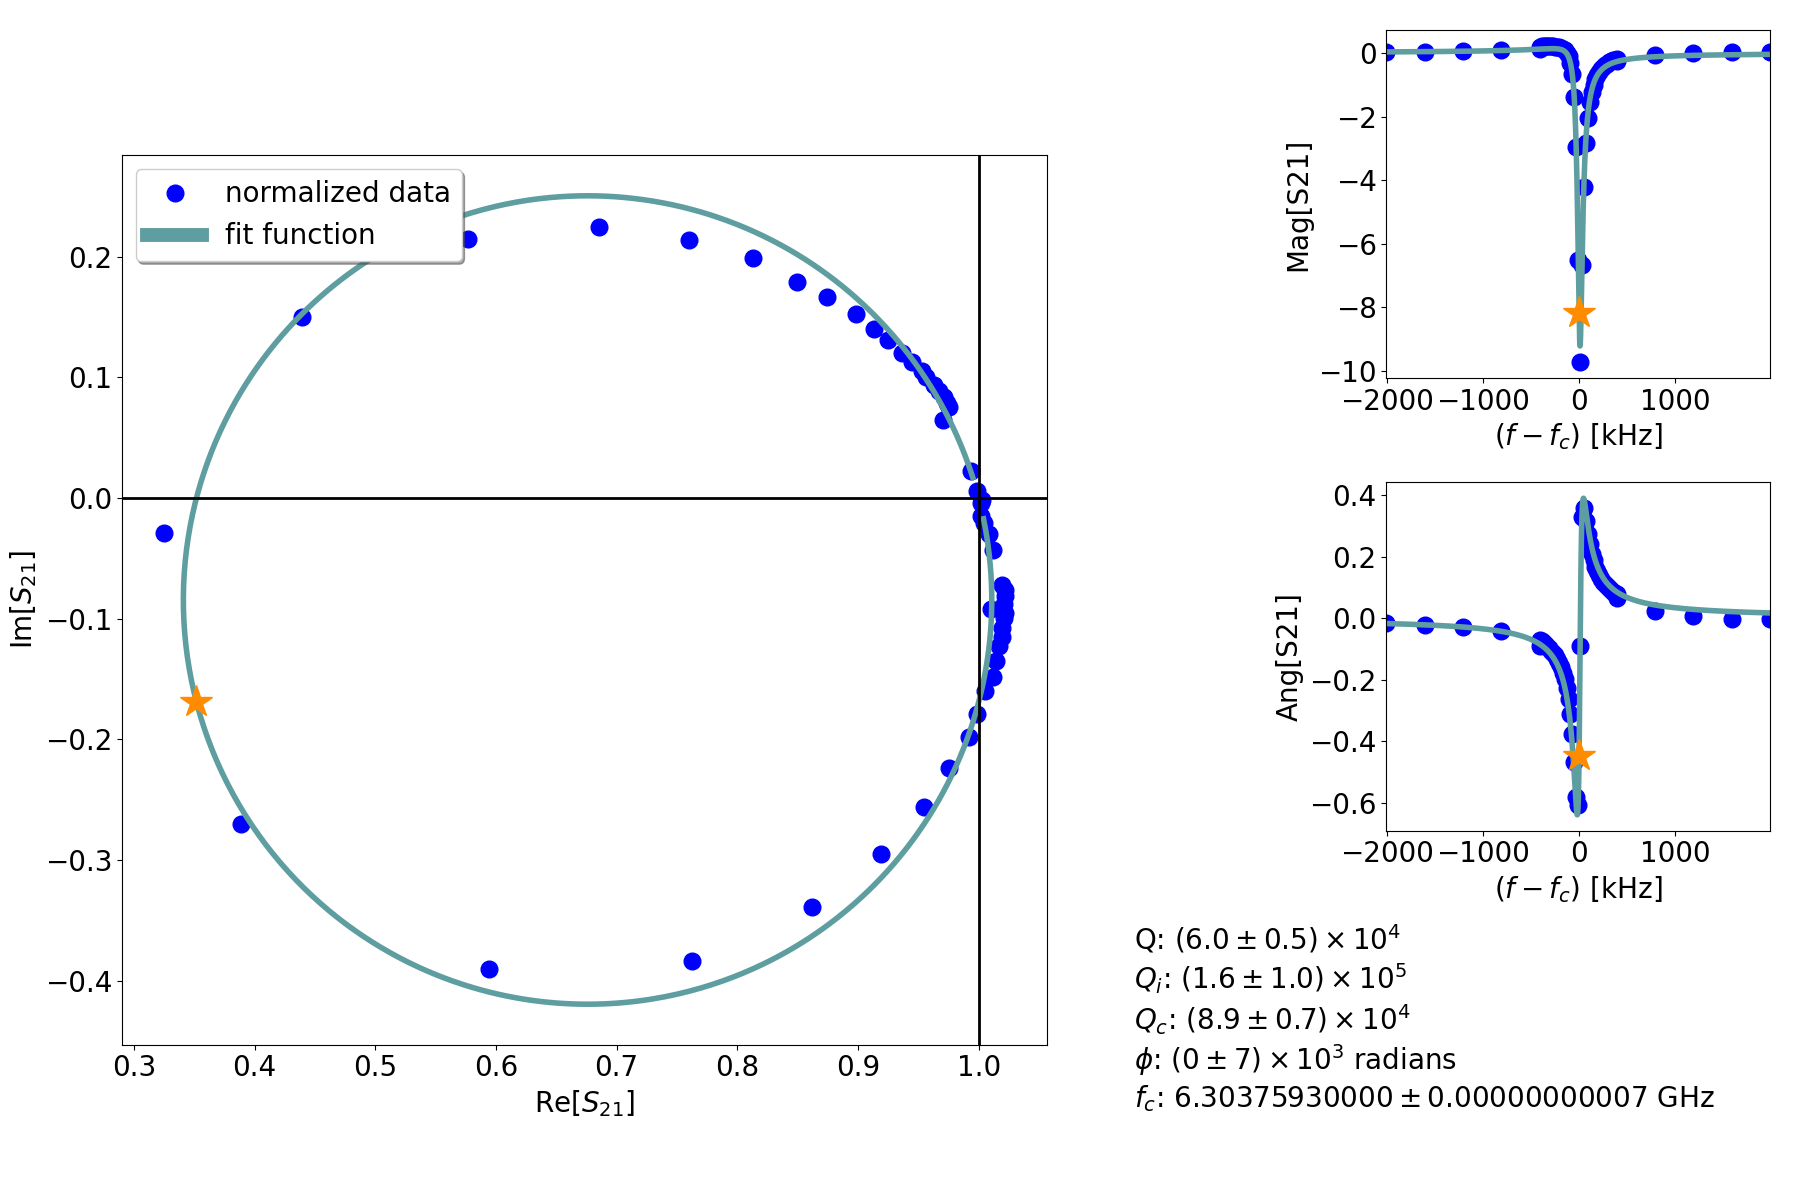 normalized data
fit function
0.2
0.1
0.0
−0.1
−0.2
−0.3
−0.4
Im[S21]
0.3 0.4 0.5 0.6 0.7 0.8 0.9 1.0
Re[S21]
0
−2
−4
−6
−8
−10
Mag[S21]
−2000 −1000 0 1000
(f − fc) [kHz]
0.4
0.2
0.0
−0.2
−0.4
−0.6
Ang[S21]
−2000 −1000 0 1000
(f − fc) [kHz]
Q: (6.0 ± 0.5) × 10^4
Qi: (1.6 ± 1.0) × 10^5
Qc: (8.9 ± 0.7) × 10^4
ϕ: (0 ± 7) × 10^3 radians
fc: 6.30375930000 ± 0.00000000007 GHz